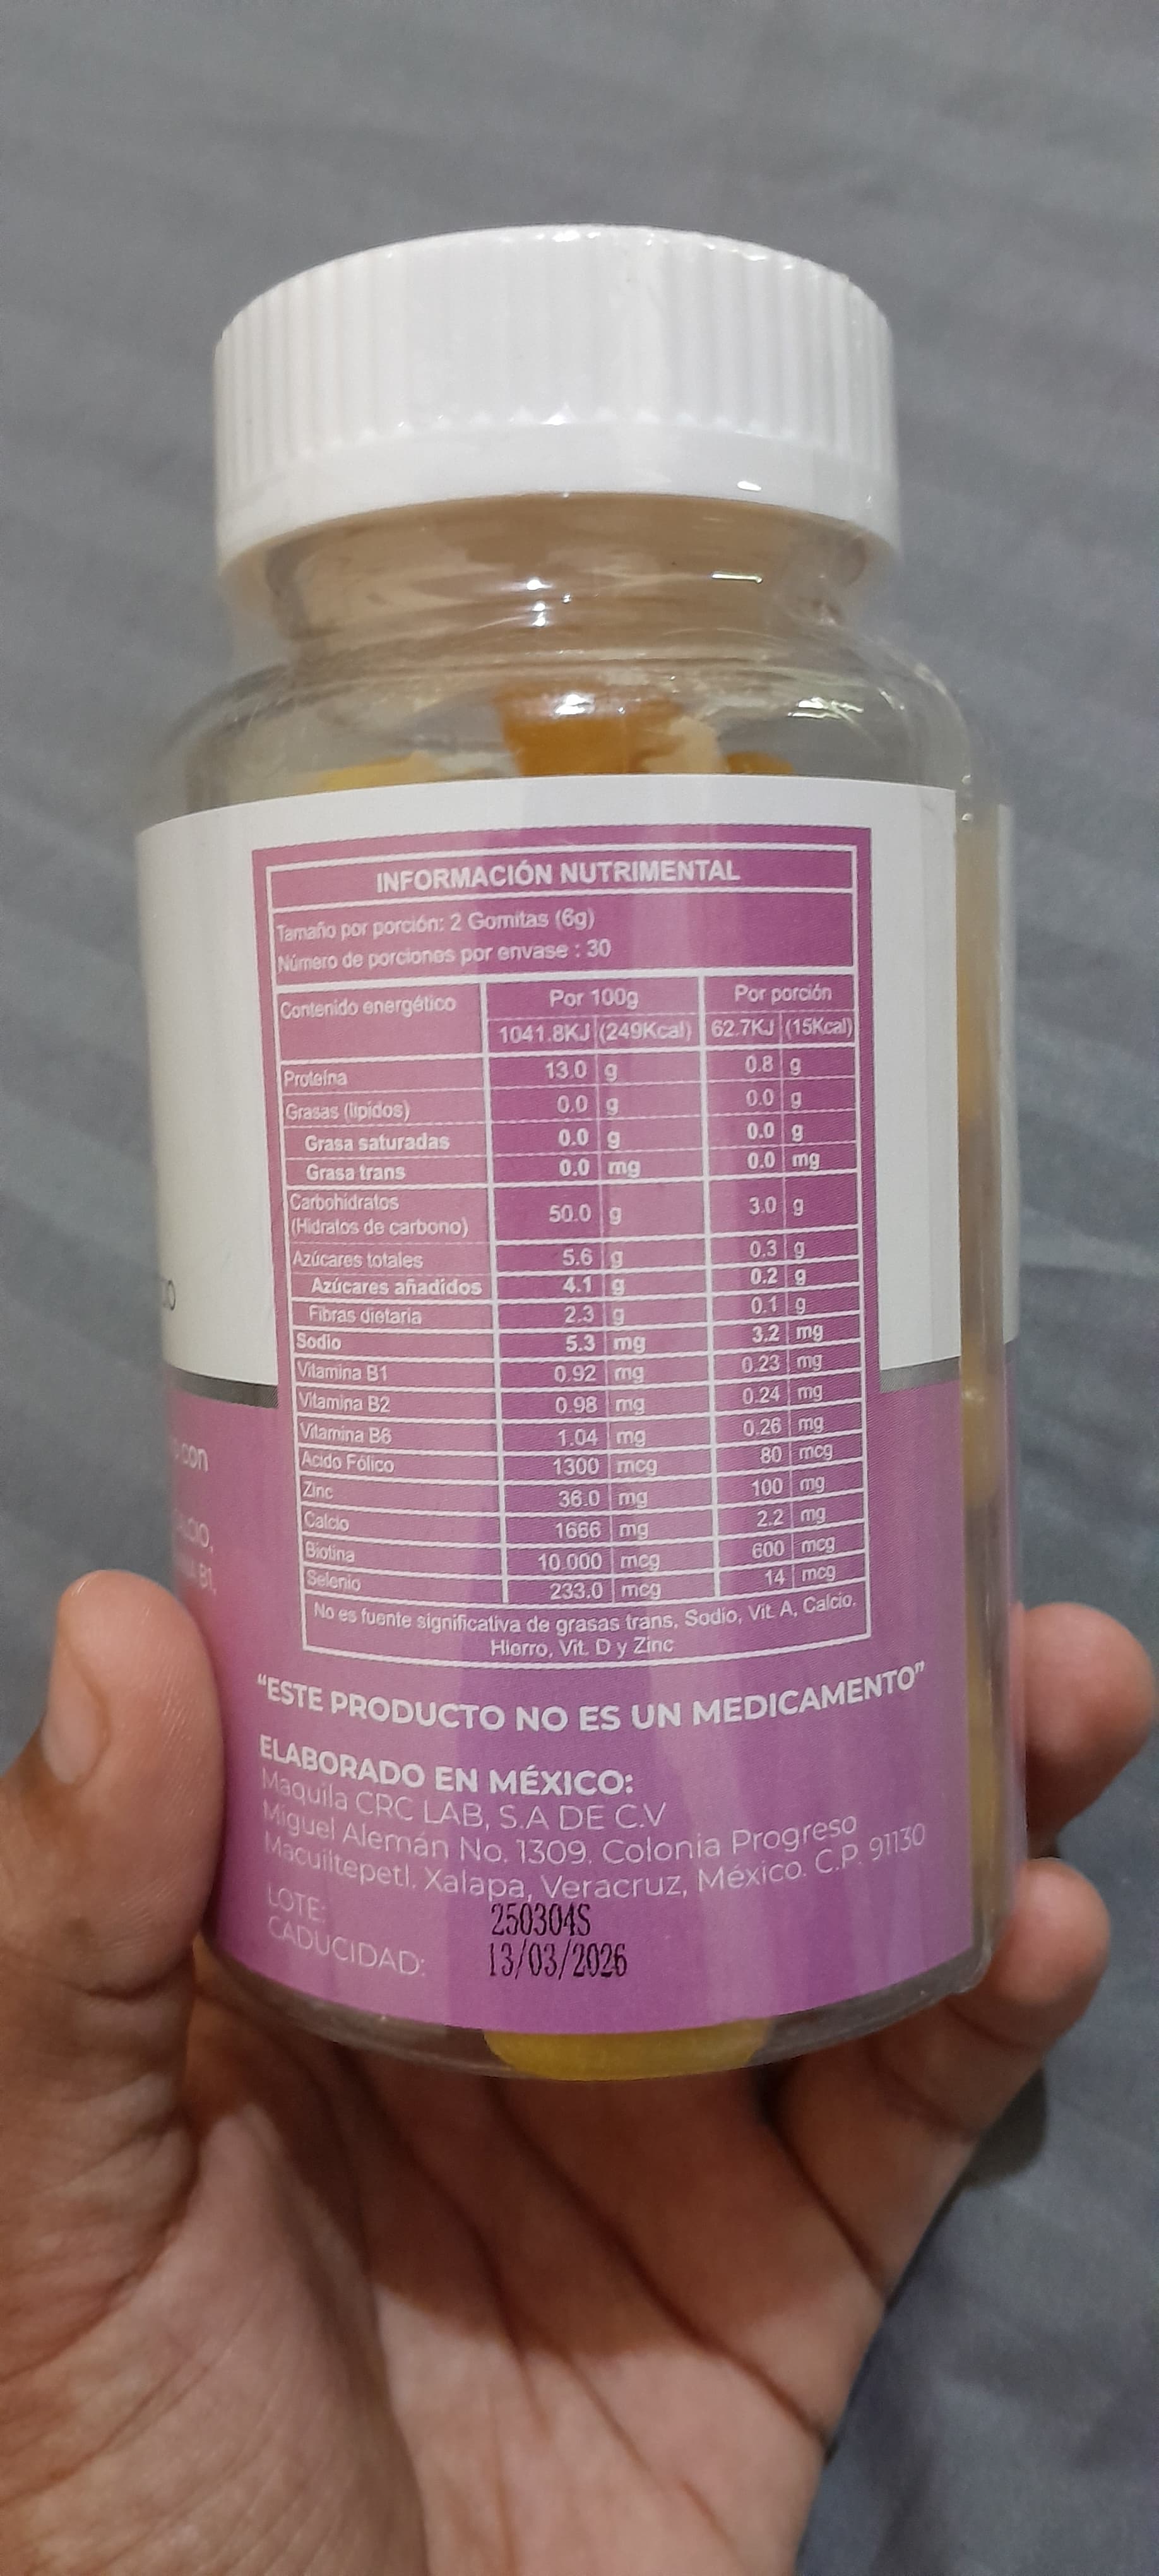 INFORMACIÓN NUTRIMENTAL
Tamaño por porción: 2 Gomitas (6g)
Número de porciones por envase : 30
Contenido energético Por 100g Por porción
1041.8KJ (249Kcal) 62.7KJ (15Kcal)
Proteína 13.0 g 0.8 g
Grasas (lípidos) 0.0 g 0.0 g
Grasa saturadas 0.0 g 0.0 g
Grasa trans 0.0 mg 0.0 mg
Carbohidratos
(Hidratos de carbono) 50.0 g 3.0 g
Azúcares totales 5.6 g 0.3 g
Azúcares añadidos 4.1 g 0.2 g
Fibras dietaria 2.3 g 0.1 g
Sodio 5.3 mg 3.2 mg
Vitamina B1 0.92 mg 0.23 mg
Vitamina B2 0.98 mg 0.24 mg
Vitamina B6 1.04 mg 0.26 mg
Acido Fólico 1300 mcg 80 mcg
Zinc 36.0 mg 100 mg
Calcio 1666 mg 2.2 mg
Biotina 10.000 mcg 600 mcg
Selenio 233.0 mcg 14 mcg
No es fuente significativa de grasas trans, Sodio, Vit. A, Calcio,
Hierro, Vit. D y Zinc
"ESTE PRODUCTO NO ES UN MEDICAMENTO"
ELABORADO EN MÉXICO:
Maquila CRC LAB, S.A DE C.V
Miguel Alemán No. 1309. Colonia Progreso
Macuiltepetl, Xalapa, Veracruz, México. C.P. 91130
LOTE: 250304S
CADUCIDAD: 13/03/2026
con
B1,